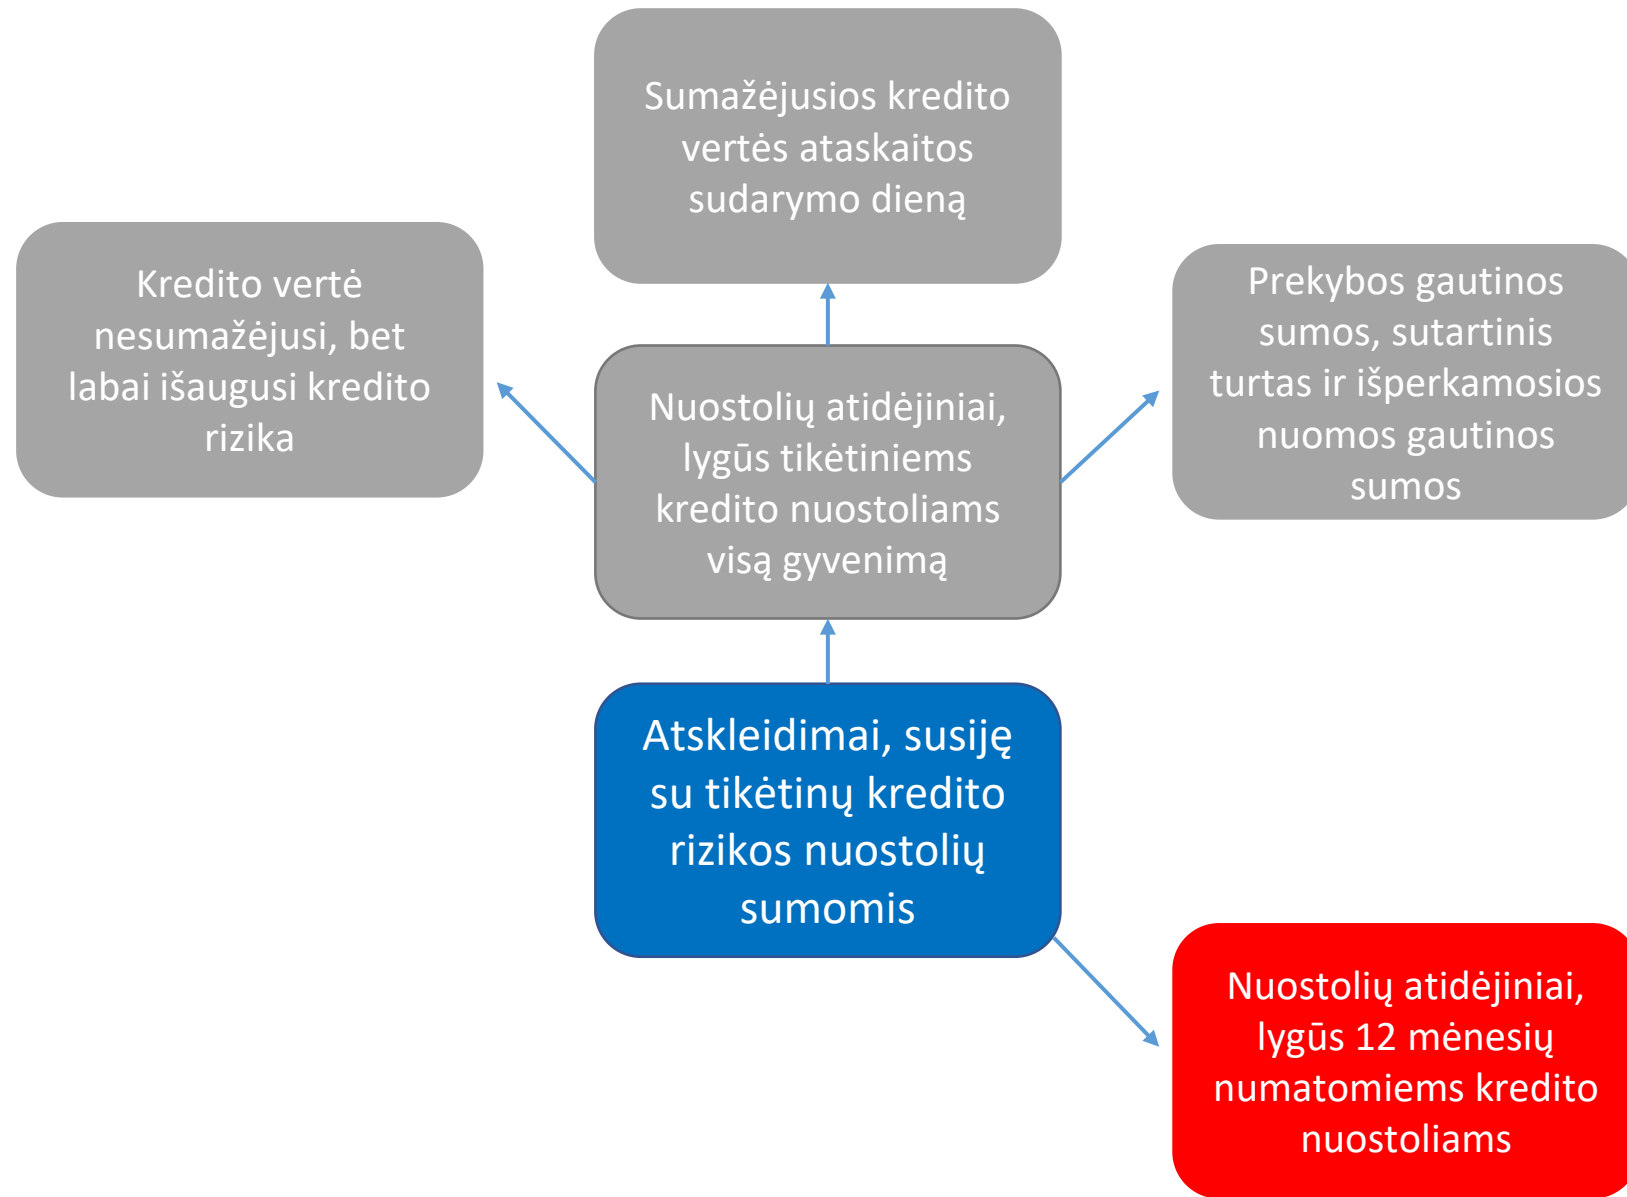 Sumažėjusios kredito
vertės ataskaitos
sudarymo dieną
Kredito vertė
nesumažėjusi, bet
labai išaugusi kredito
rizika
Prekybos gautinos
sumos, sutartinis
turtas ir išperkamosios
nuomos gautinos
sumos
Nuostolių atidėjiniai,
lygūs tikėtiniems
kredito nuostoliams
visą gyvenimą
Atskleidimai, susiję
su tikėtinų kredito
rizikos nuostolių
sumomis
Nuostolių atidėjiniai,
lygūs 12 mėnesių
numatomiems kredito
nuostoliams